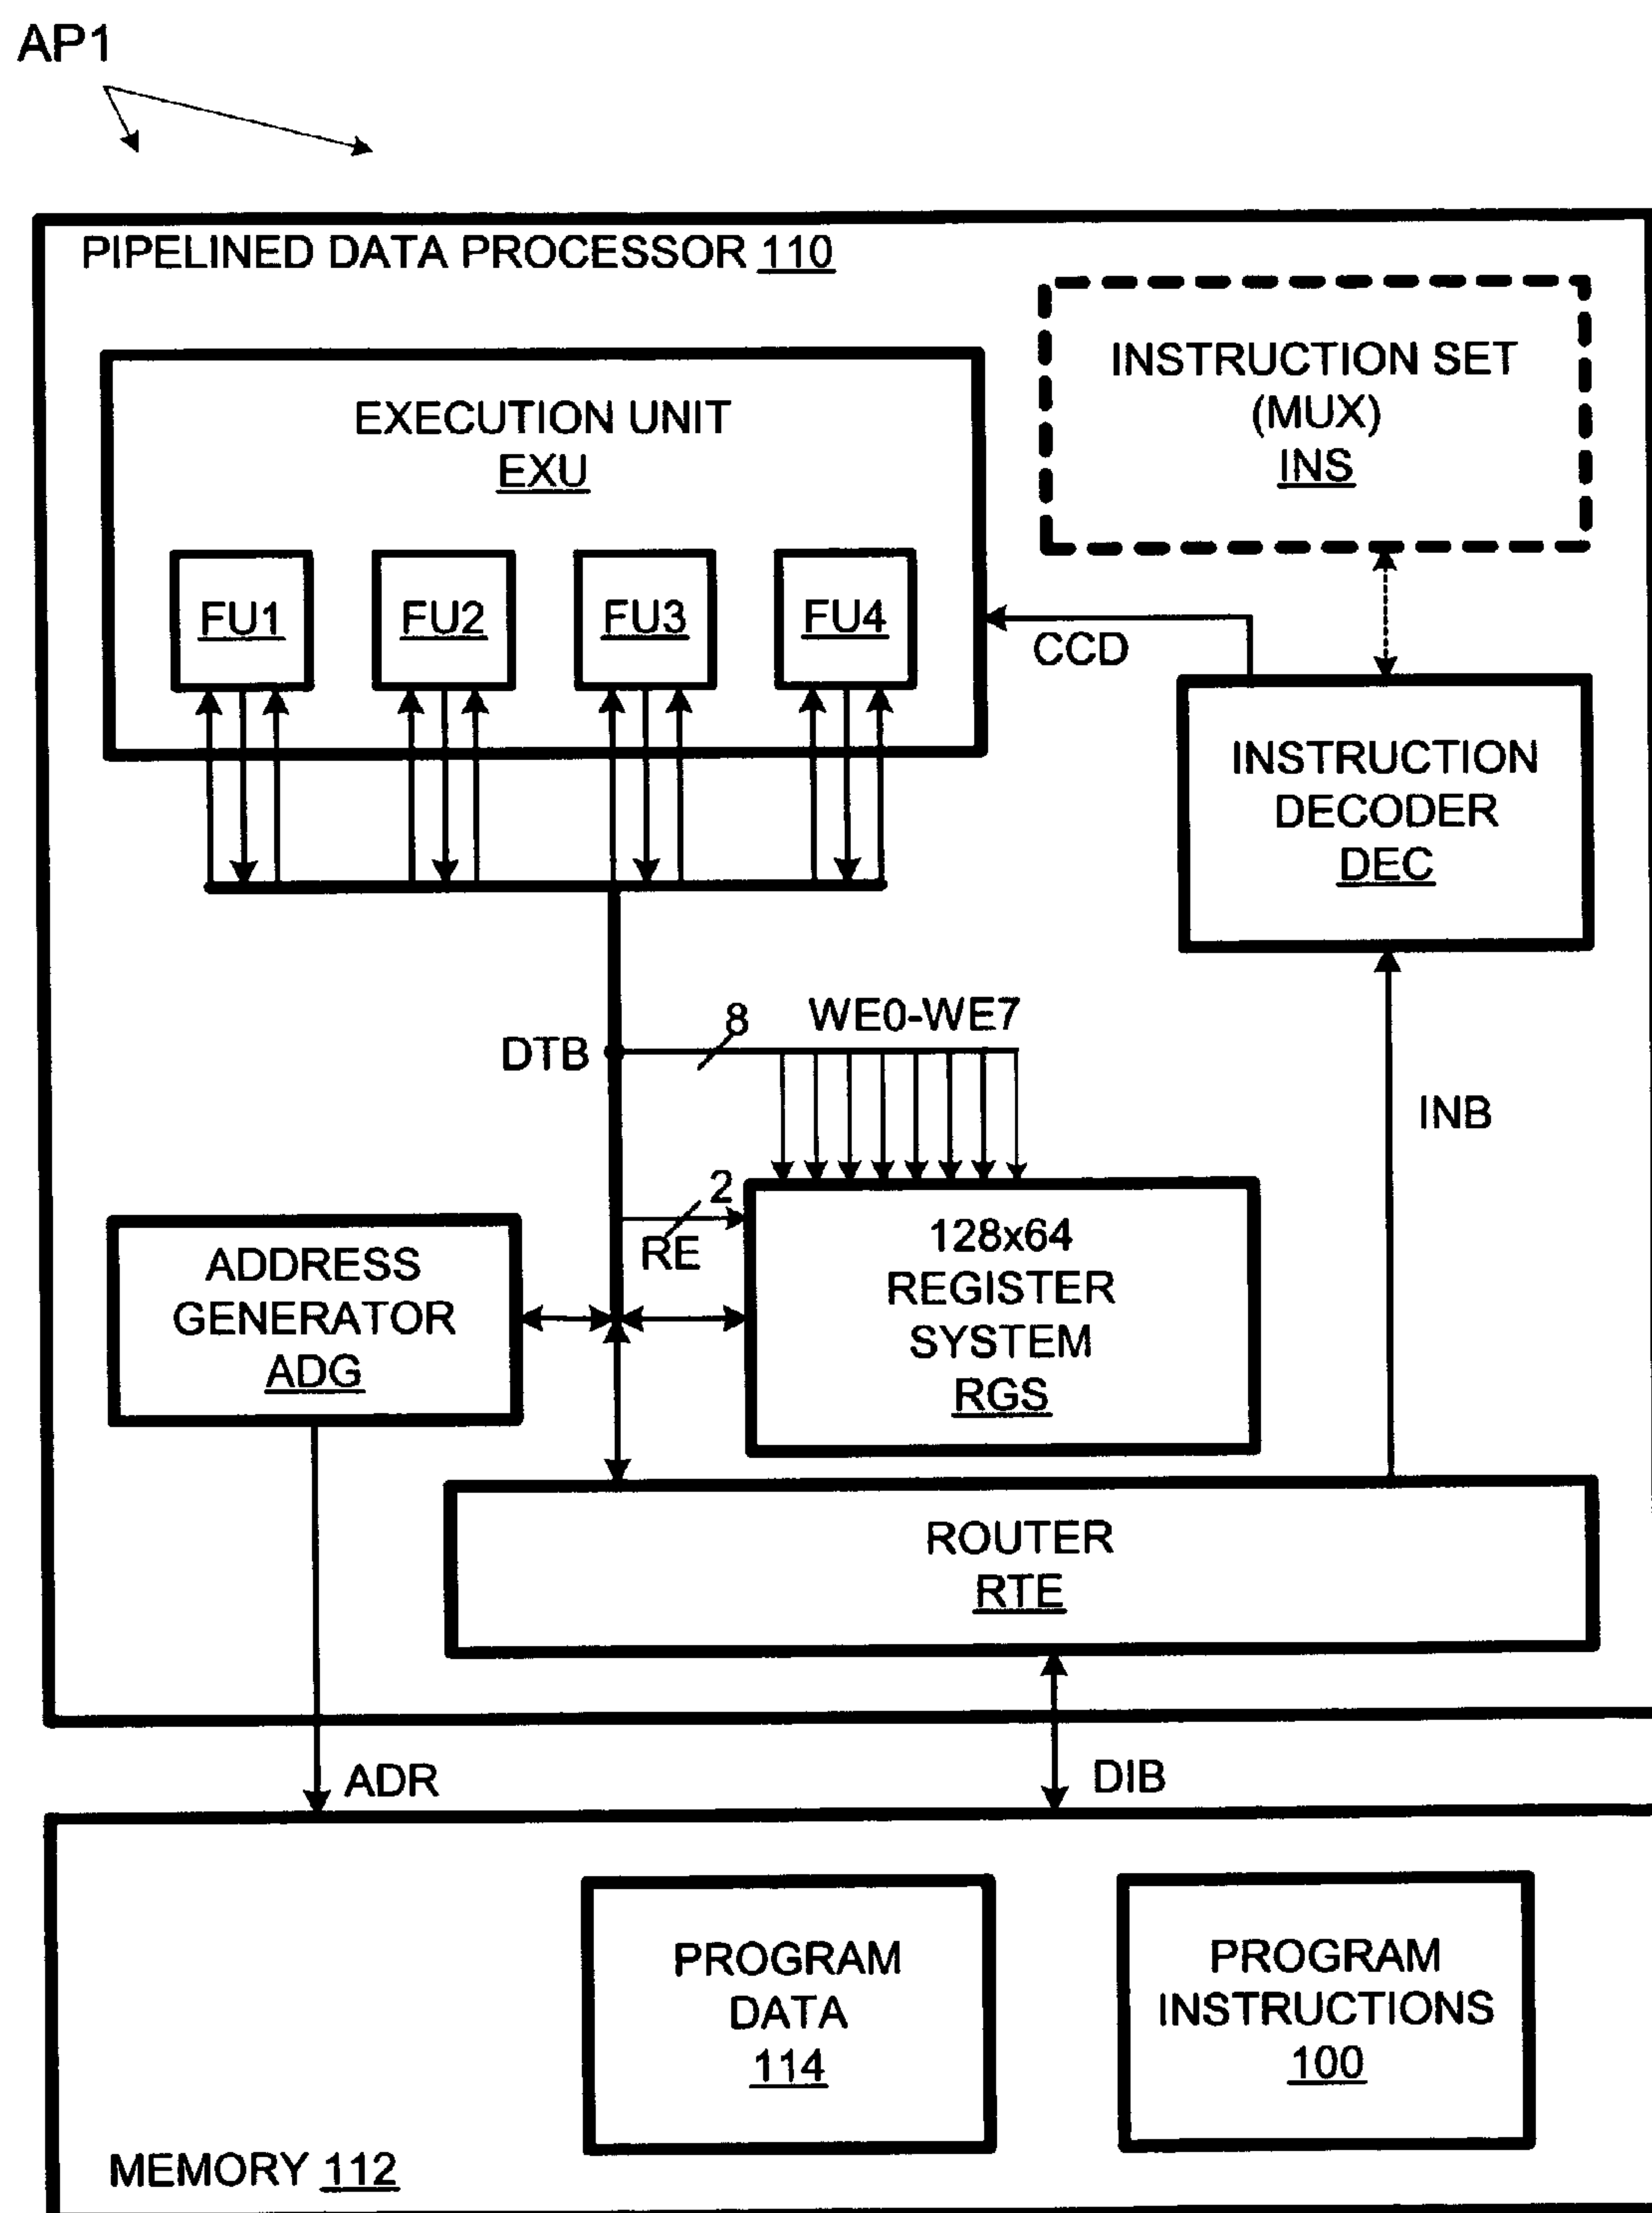 AP1
PIPELINED DATA PROCESSOR 110
INSTRUCTION SET
(MUX)
INS
EXECUTION UNIT
EXU
FU1
FU2
FU3
FU4
CCD
INSTRUCTION
DECODER
DEC
8
WE0-WE7
DTB
INB
2
RE
128x64
REGISTER
SYSTEM
RGS
ADDRESS
GENERATOR
ADG
ROUTER
RTE
ADR
DIB
PROGRAM
DATA
114
PROGRAM
INSTRUCTIONS
100
MEMORY 112